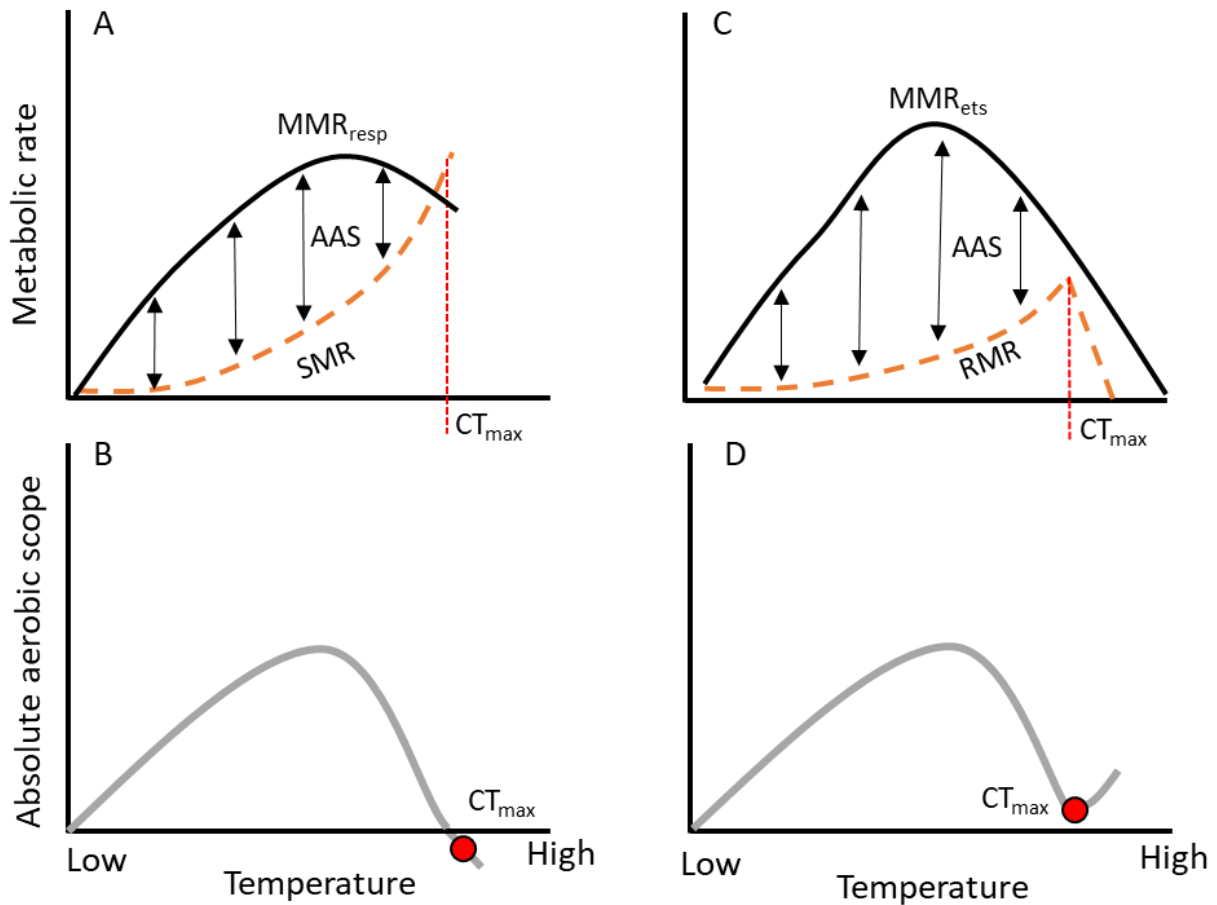 A
Metabolic rate
MMRresp
AAS
SMR
CTmax
C
MMRets
AAS
RMR
CTmax
B
Absolute aerobic scope
CTmax
Low
High
Temperature
D
CTmax
Low
High
Temperature